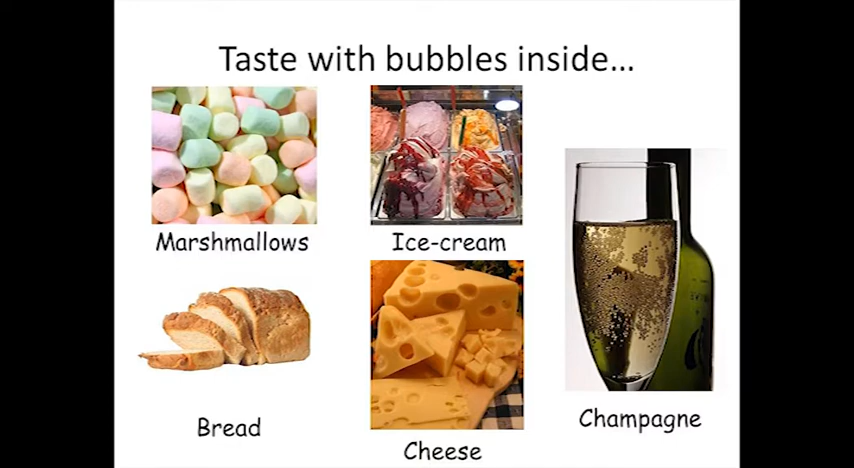 Taste with bubbles inside...
Marshmallows
Ice-cream
Bread
Cheese
Champagne